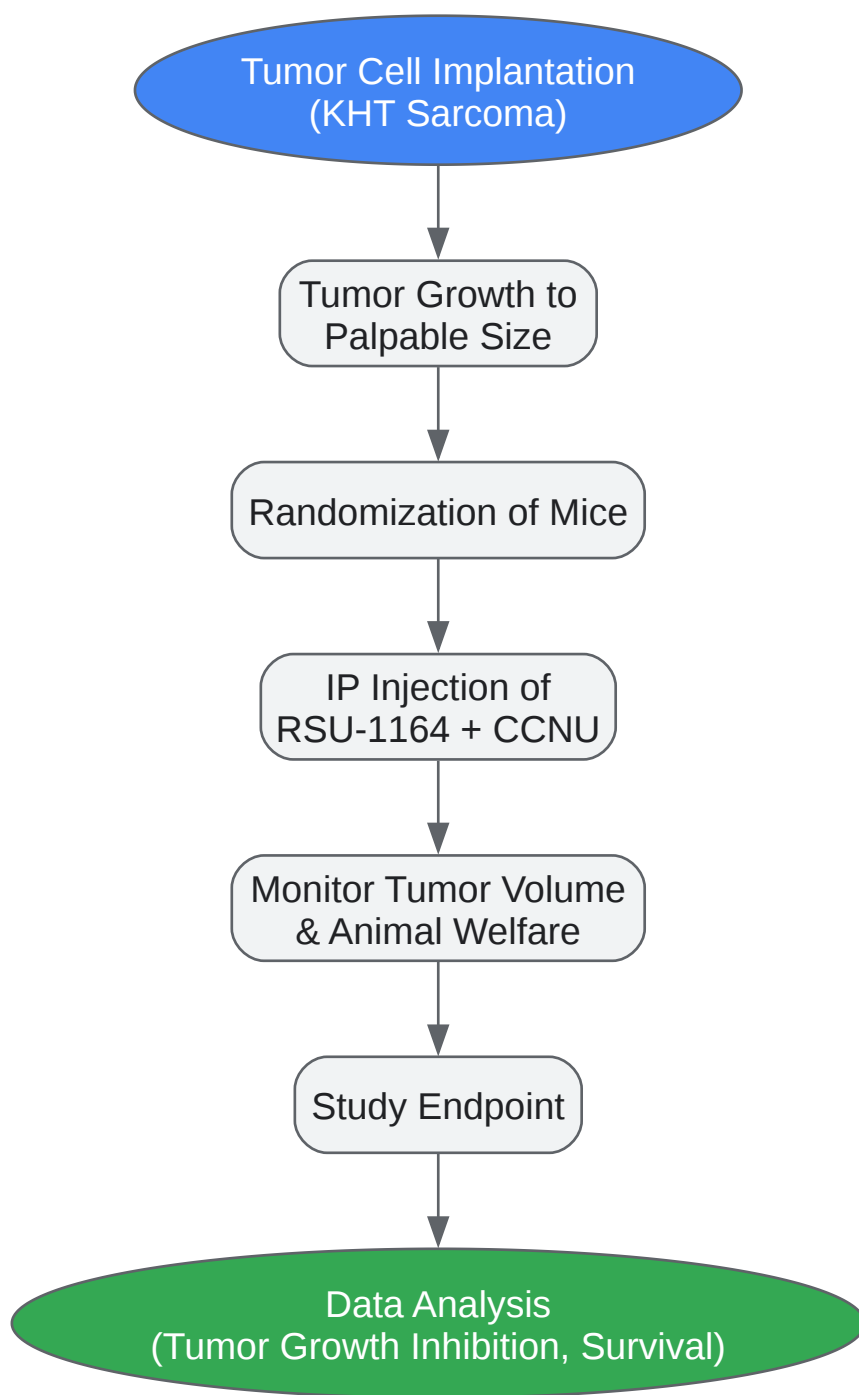 Tumor Cell Implantation
(KHT Sarcoma)
Tumor Growth to
Palpable Size
Randomization of Mice
IP Injection of
RSU-1164 + CCNU
Monitor Tumor Volume
& Animal Welfare
Study Endpoint
Data Analysis
(Tumor Growth Inhibition, Survival)